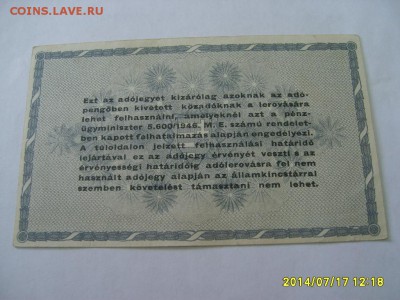 COINS.LAVE.RU
Ezt az adójegyet kizárólag azoknak az adó-
pengőben kivetett közadóknak a lerovására
lehet felhasználni, amelyeknél azt a pénz-
ügyminiszter 5.600/1946. M. E. számú rendelet-
ben kapott felhatalmazás alapján engedélyezi.
A túloldalon jelzett felhasználási határidő
lejártával ez az adójegy érvényét veszti s az
érvényességi határidőig adólerovásra fel nem
használt adójegy alapján az államkincstárral
szemben követelést támasztani nem lehet.
2014/07/17 12:18